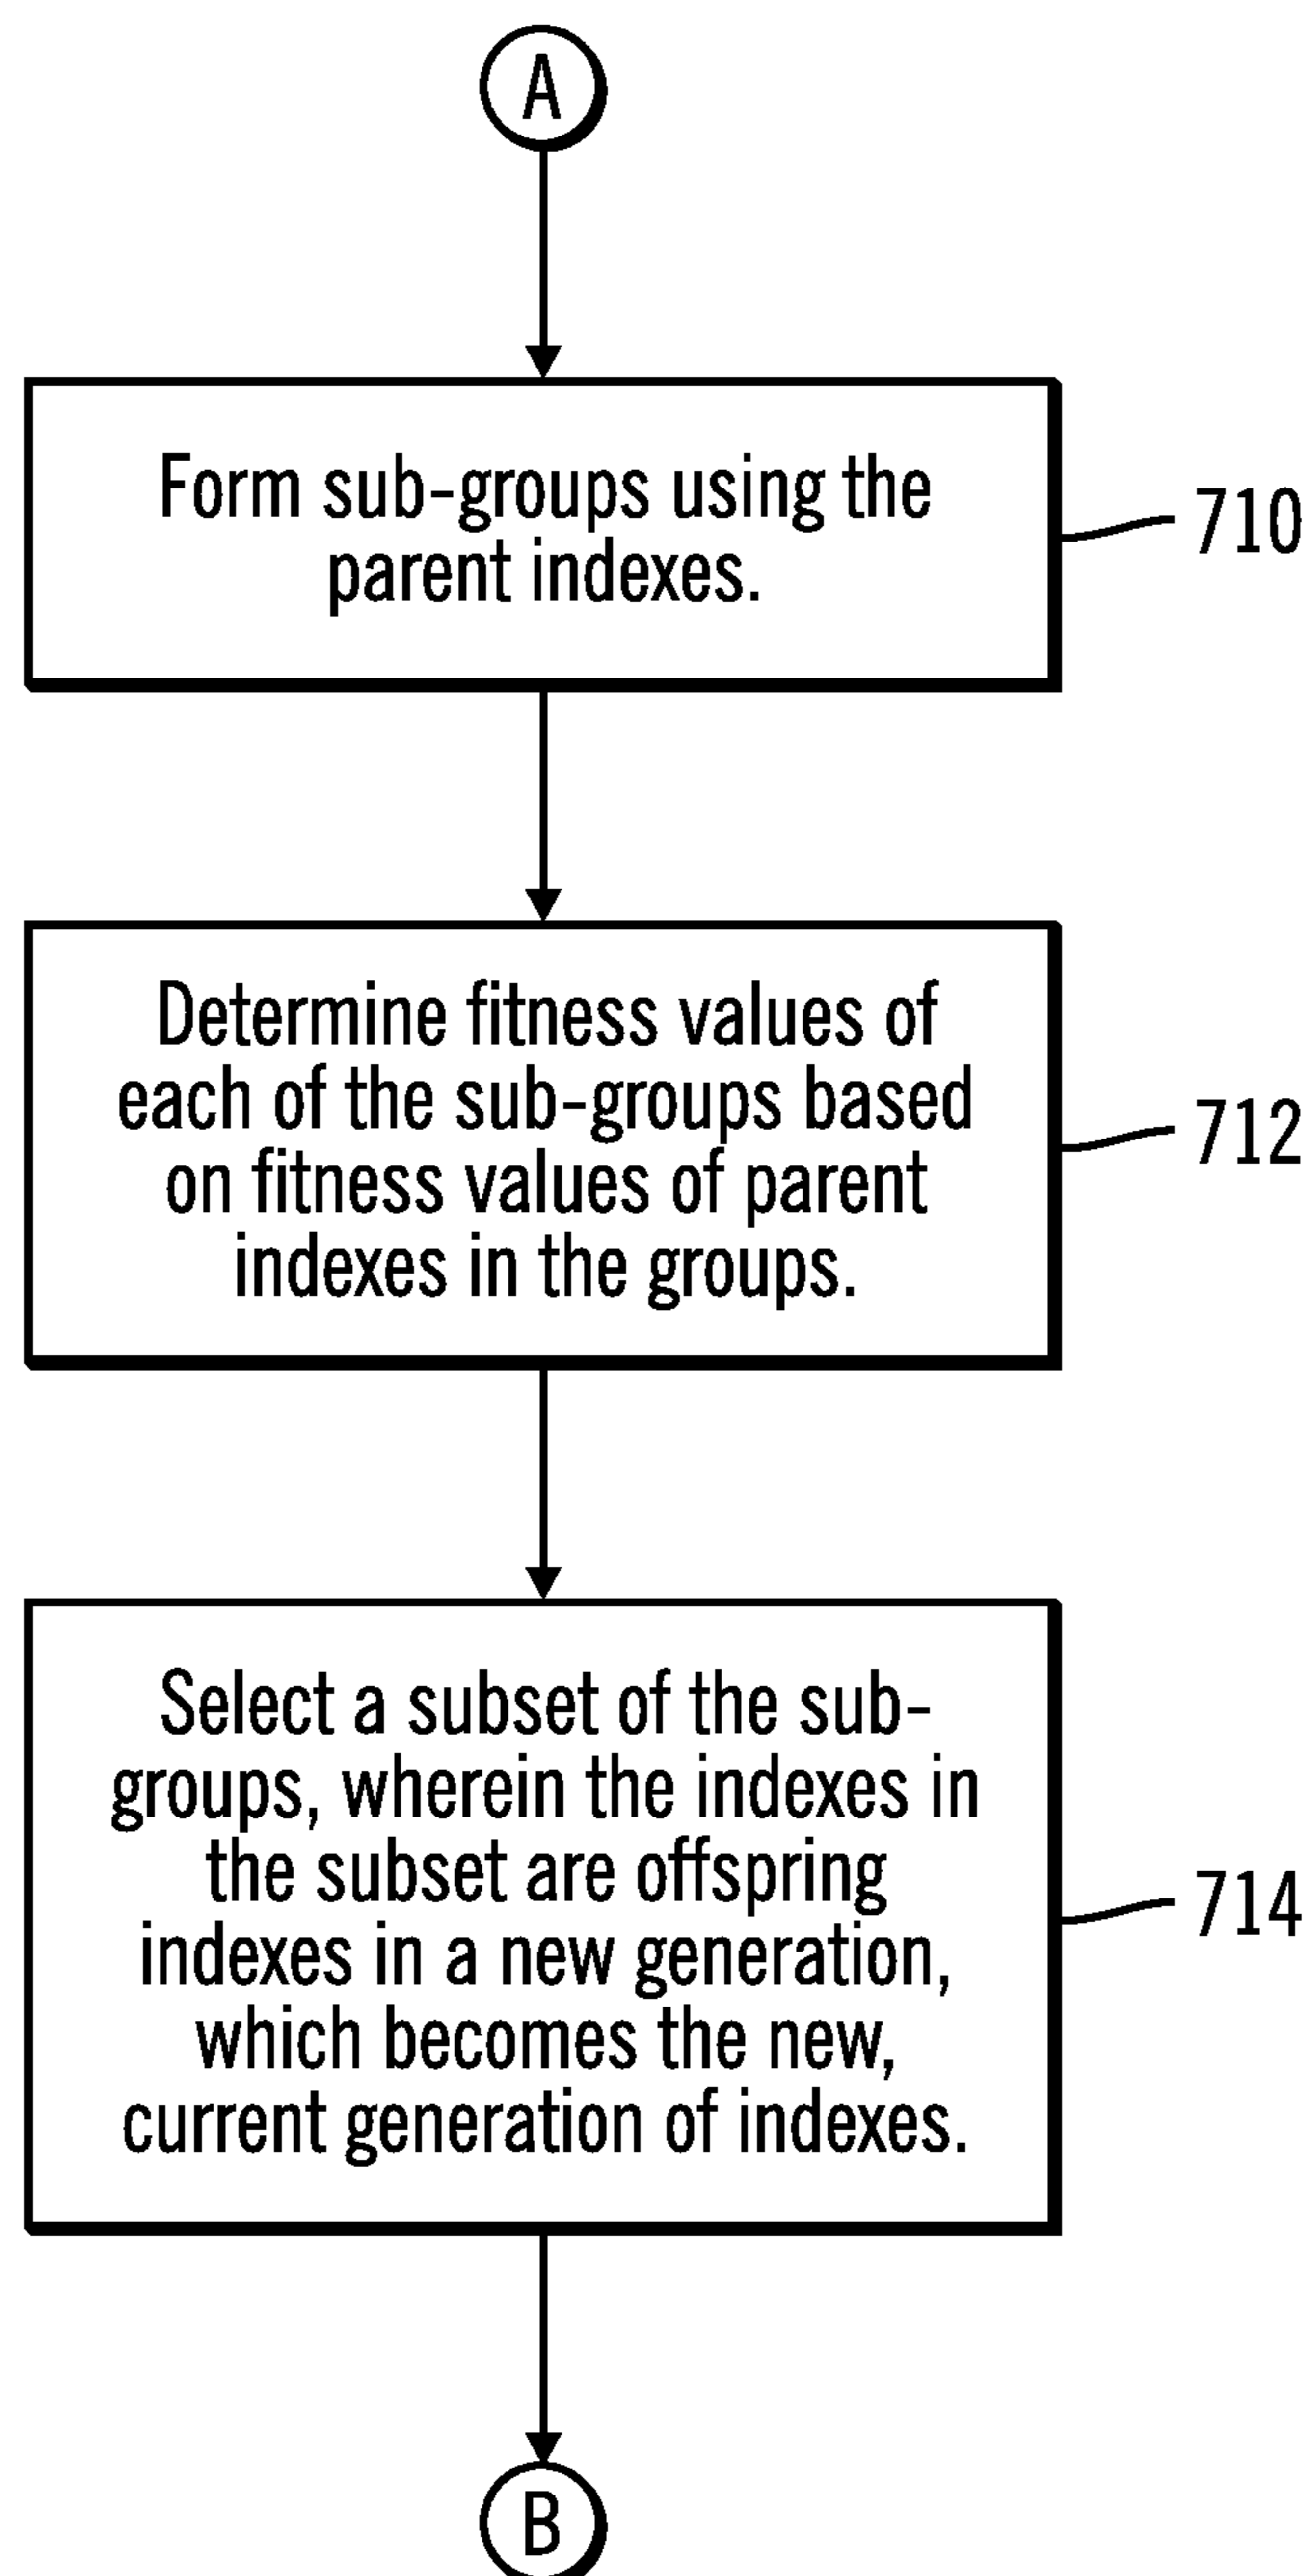 A
Form sub-groups using the
parent indexes.
710
Determine fitness values of
each of the sub-groups based
on fitness values of parent
indexes in the groups.
712
Select a subset of the sub-
groups, wherein the indexes in
the subset are offspring
indexes in a new generation,
which becomes the new,
current generation of indexes.
714
B